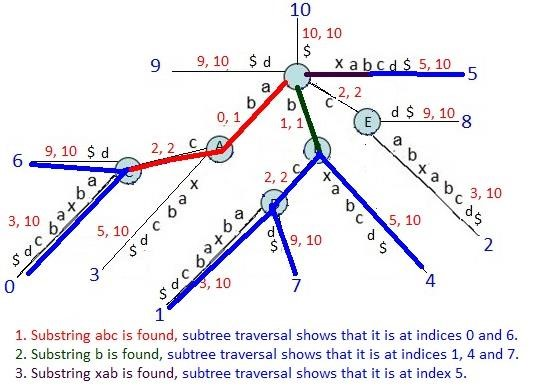 10
10, 10
$
9
9, 10 $ d
x a b c d $ 5, 10
5
a b
0, 1
b
1, 1
c
2, 2
E
d $ 9, 10
8
a b x a b c d $
3, 10
2
6
9, 10 $ d
c
2, 2
A
C
3, 10
$ d c b a x b a
0
5, 10
$ d c b a x
3
c
2, 2
x a b c d $
5, 10
4
$ d c b a x b a
3, 10
1
d $
9, 10
7
1. Substring abc is found, subtree traversal shows that it is at indices 0 and 6.
2. Substring b is found, subtree traversal shows that it is at indices 1, 4 and 7.
3. Substring xab is found, subtree traversal shows that it is at index 5.